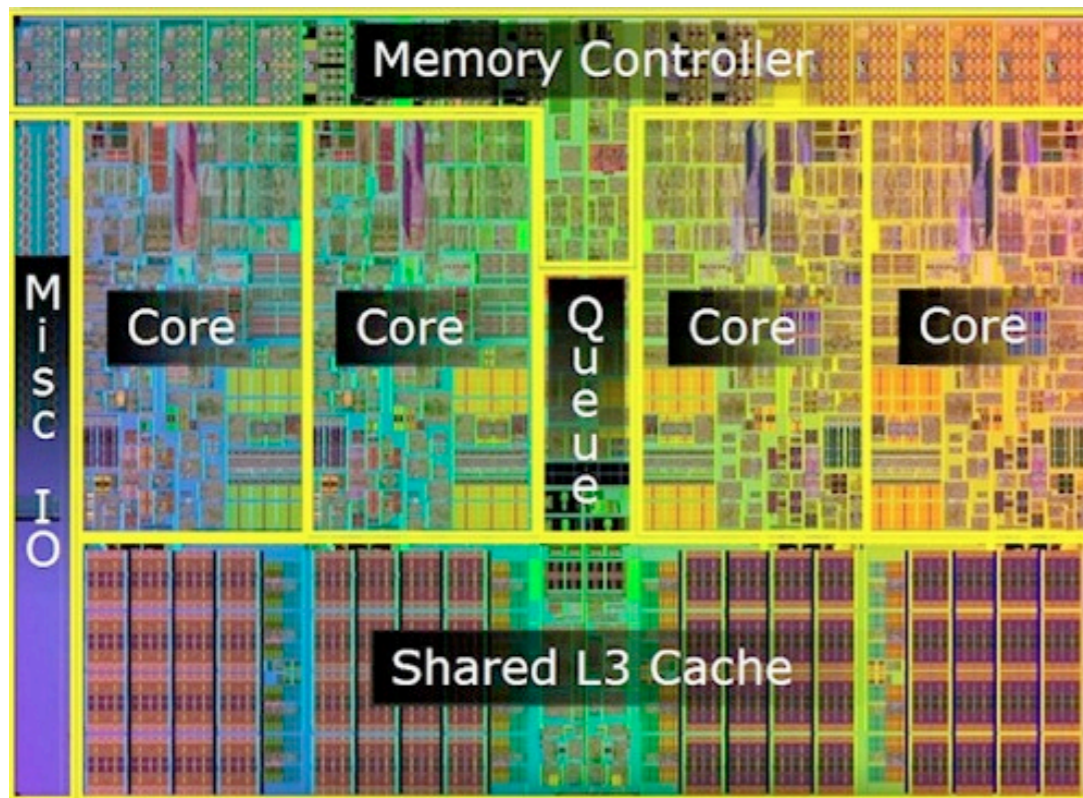 Memory Controller
Misc IO
Core
Core
Queue
Core
Core
Shared L3 Cache